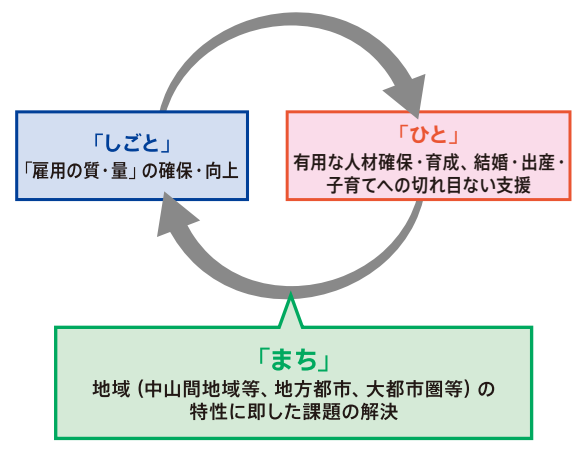 「しごと」
「雇用の質・量」の確保・向上
「ひと」
有用な人材確保・育成、結婚・出産・
子育てへの切れ目ない支援
「まち」
地域（中山間地域等、地方都市、大都市圏等）の
特性に即した課題の解決